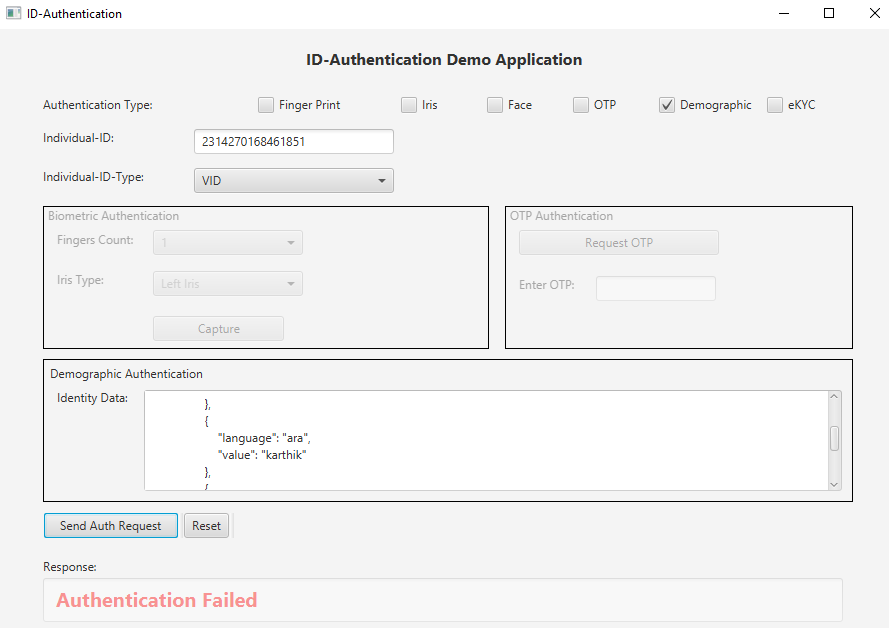 ID-Authentication
ID-Authentication Demo Application
Authentication Type: Finger Print Iris Face OTP Demographic eKYC
Individual-ID: 2314270168461851
Individual-ID-Type: VID
Biometric Authentication
Fingers Count: 1
Iris Type: Left Iris
Capture
OTP Authentication
Request OTP
Enter OTP:
Demographic Authentication
Identity Data:
},
{
"language": "ara",
"value": "karthik"
},
{
Send Auth Request Reset
Response:
Authentication Failed